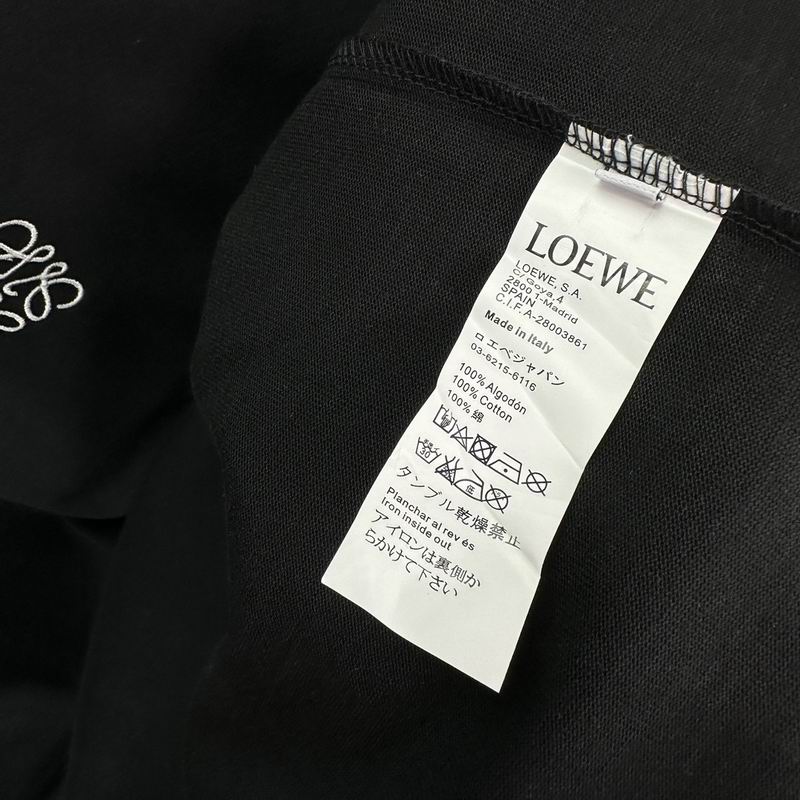 LOEWE
LOEWE, S.A.
C/ Goya,4
28001-Madrid
SPAIN
C.I.F A-28003861
Made in Italy
ロエベジャパン
03-6215-6116
100% Algodón
100% Cotton
100% 綿
30
低
タンブル乾燥禁止
Planchar al rev és
Iron inside out
アイロンは裏側か
らかけて下さい